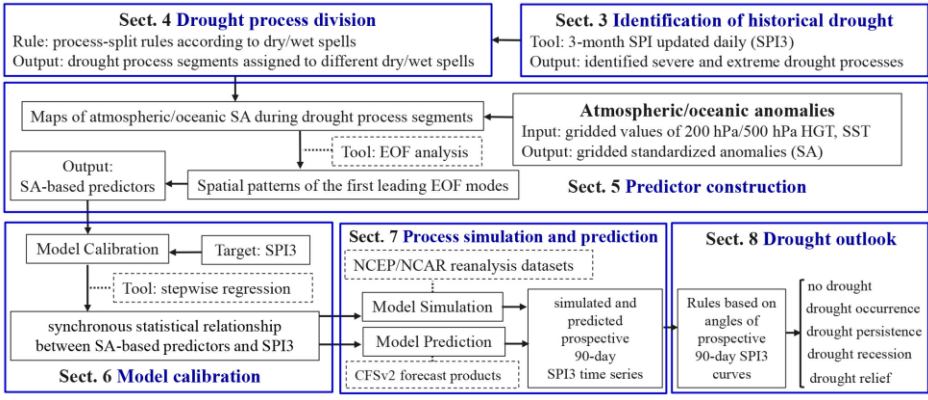 Sect. 4 Drought process division
Rule: process-split rules according to dry/wet spells
Output: drought process segments assigned to different dry/wet spells
Sect. 3 Identification of historical drought
Tool: 3-month SPI updated daily (SPI3)
Output: identified severe and extreme drought processes
Maps of atmospheric/oceanic SA during drought process segments
Atmospheric/oceanic anomalies
Input: gridded values of 200 hPa/500 hPa HGT, SST
Output: gridded standardized anomalies (SA)
Tool: EOF analysis
Output:
SA-based predictors
Spatial patterns of the first leading EOF modes
Sect. 5 Predictor construction
Model Calibration
Target: SPI3
Tool: stepwise regression
synchronous statistical relationship
between SA-based predictors and SPI3
Sect. 6 Model calibration
Sect. 7 Process simulation and prediction
NCEP/NCAR reanalysis datasets
Model Simulation
Model Prediction
CFSv2 forecast products
simulated and
predicted
prospective
90-day
SPI3 time series
Sect. 8 Drought outlook
Rules based on
angles of
prospective
90-day SPI3
curves
no drought
drought occurrence
drought persistence
drought recession
drought relief